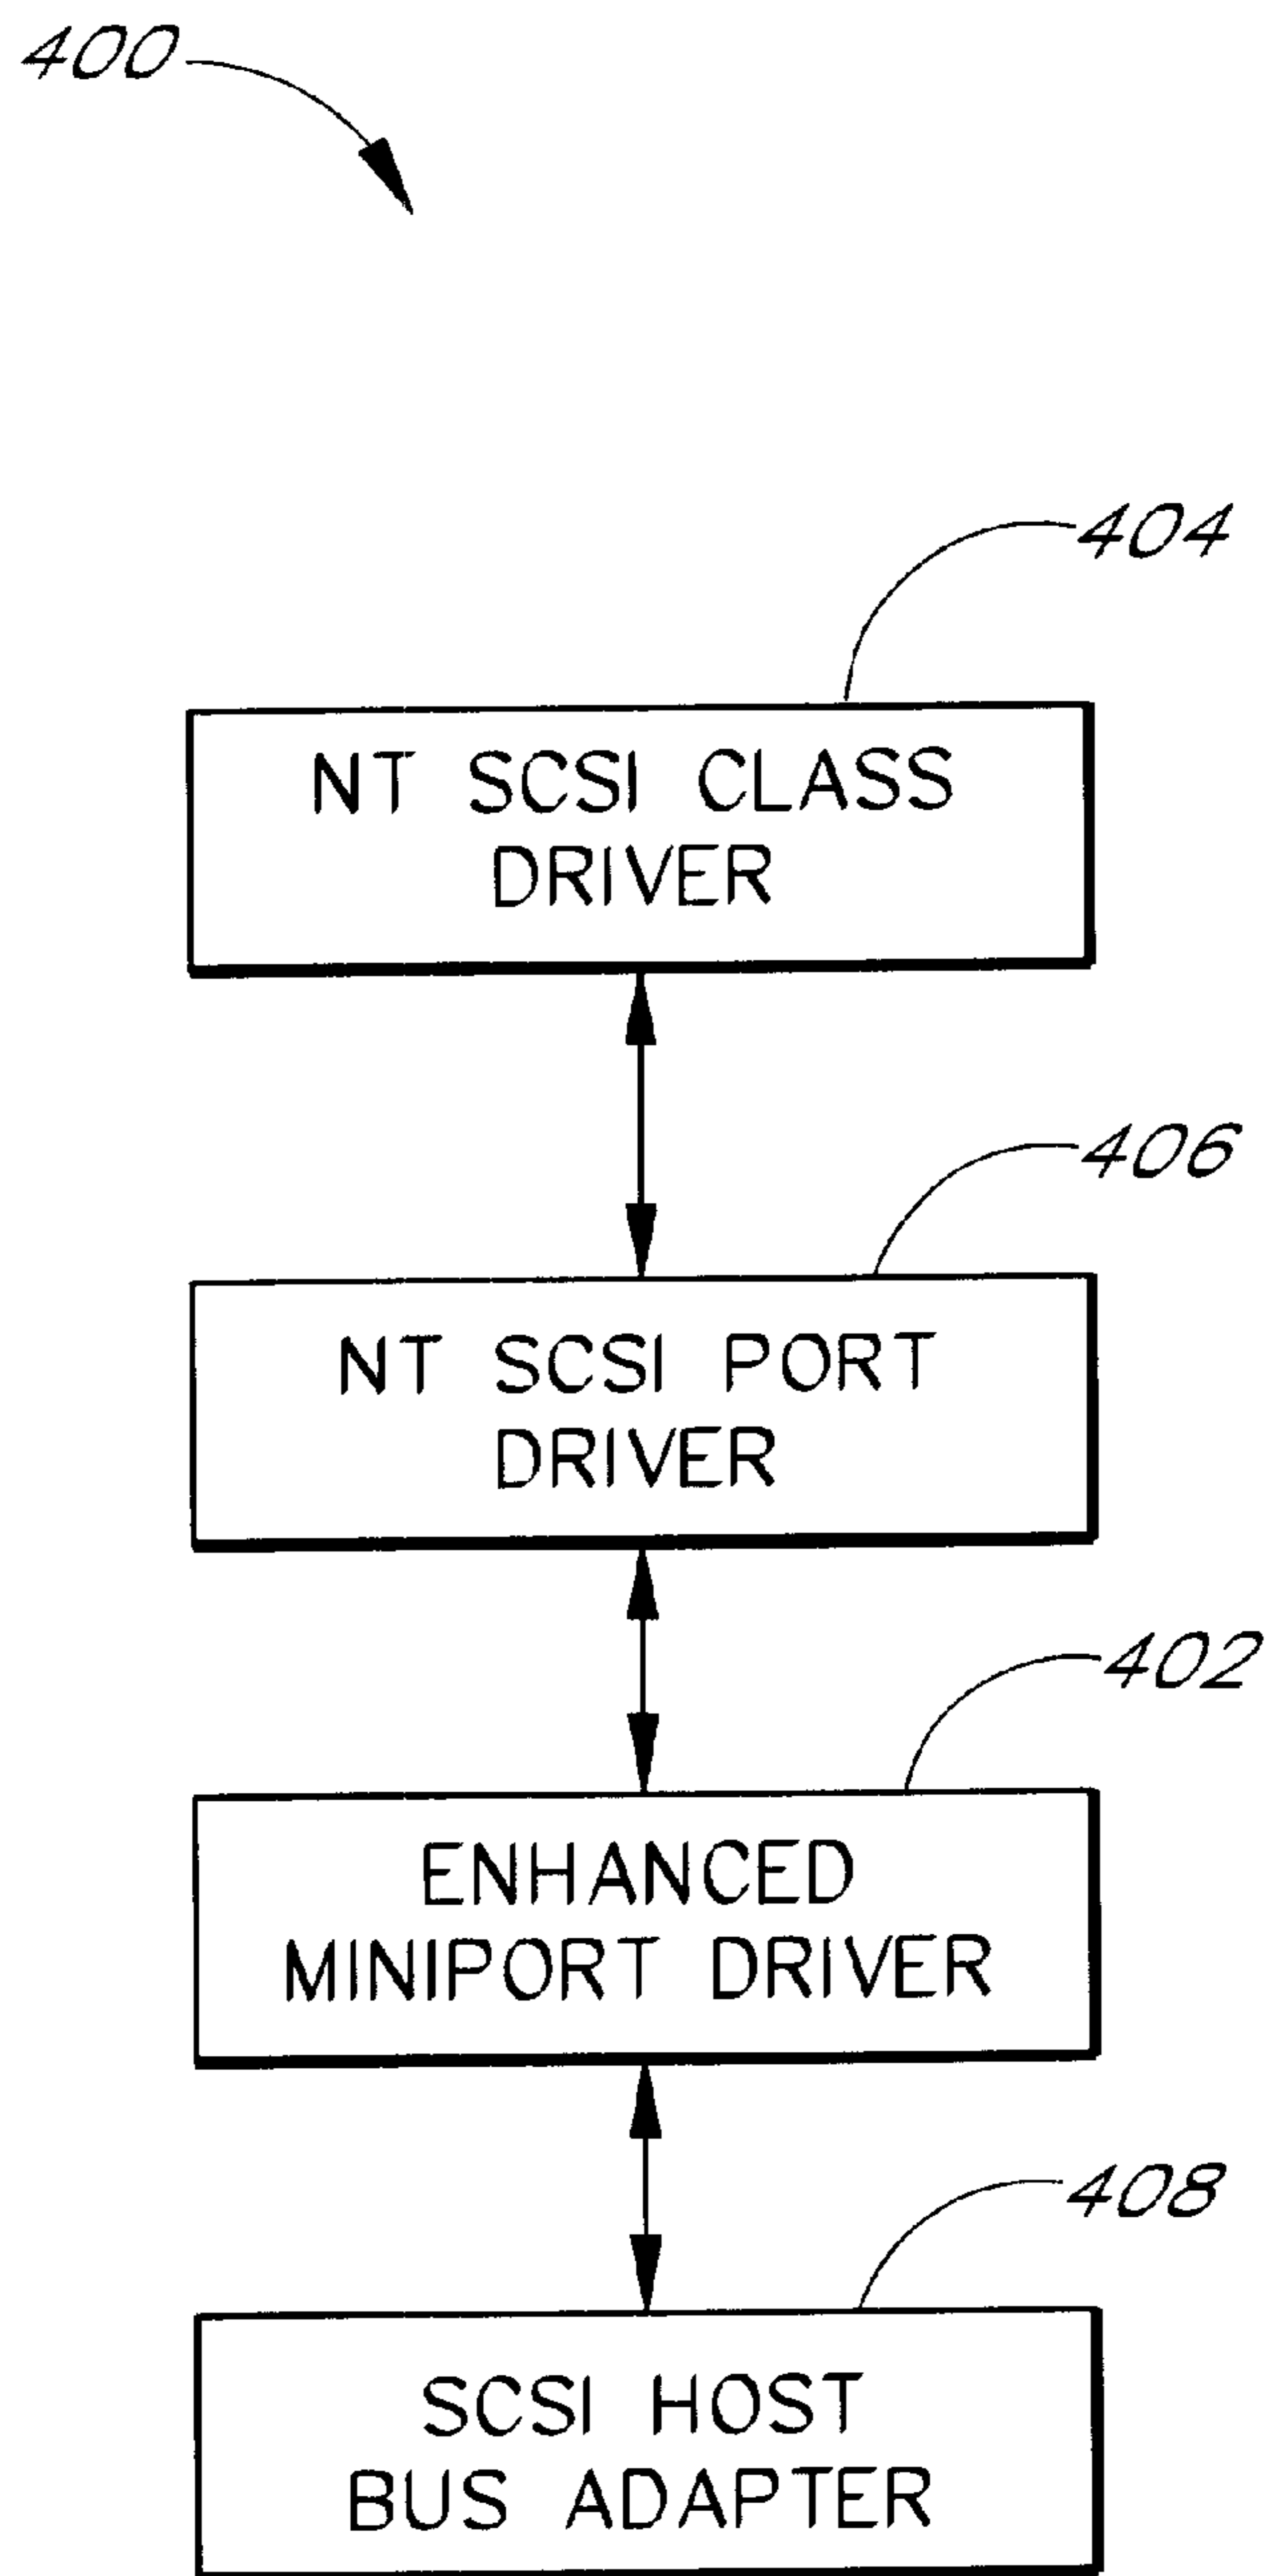 400
404
NT SCSI CLASS
DRIVER
406
NT SCSI PORT
DRIVER
402
ENHANCED
MINIPORT DRIVER
408
SCSI HOST
BUS ADAPTER